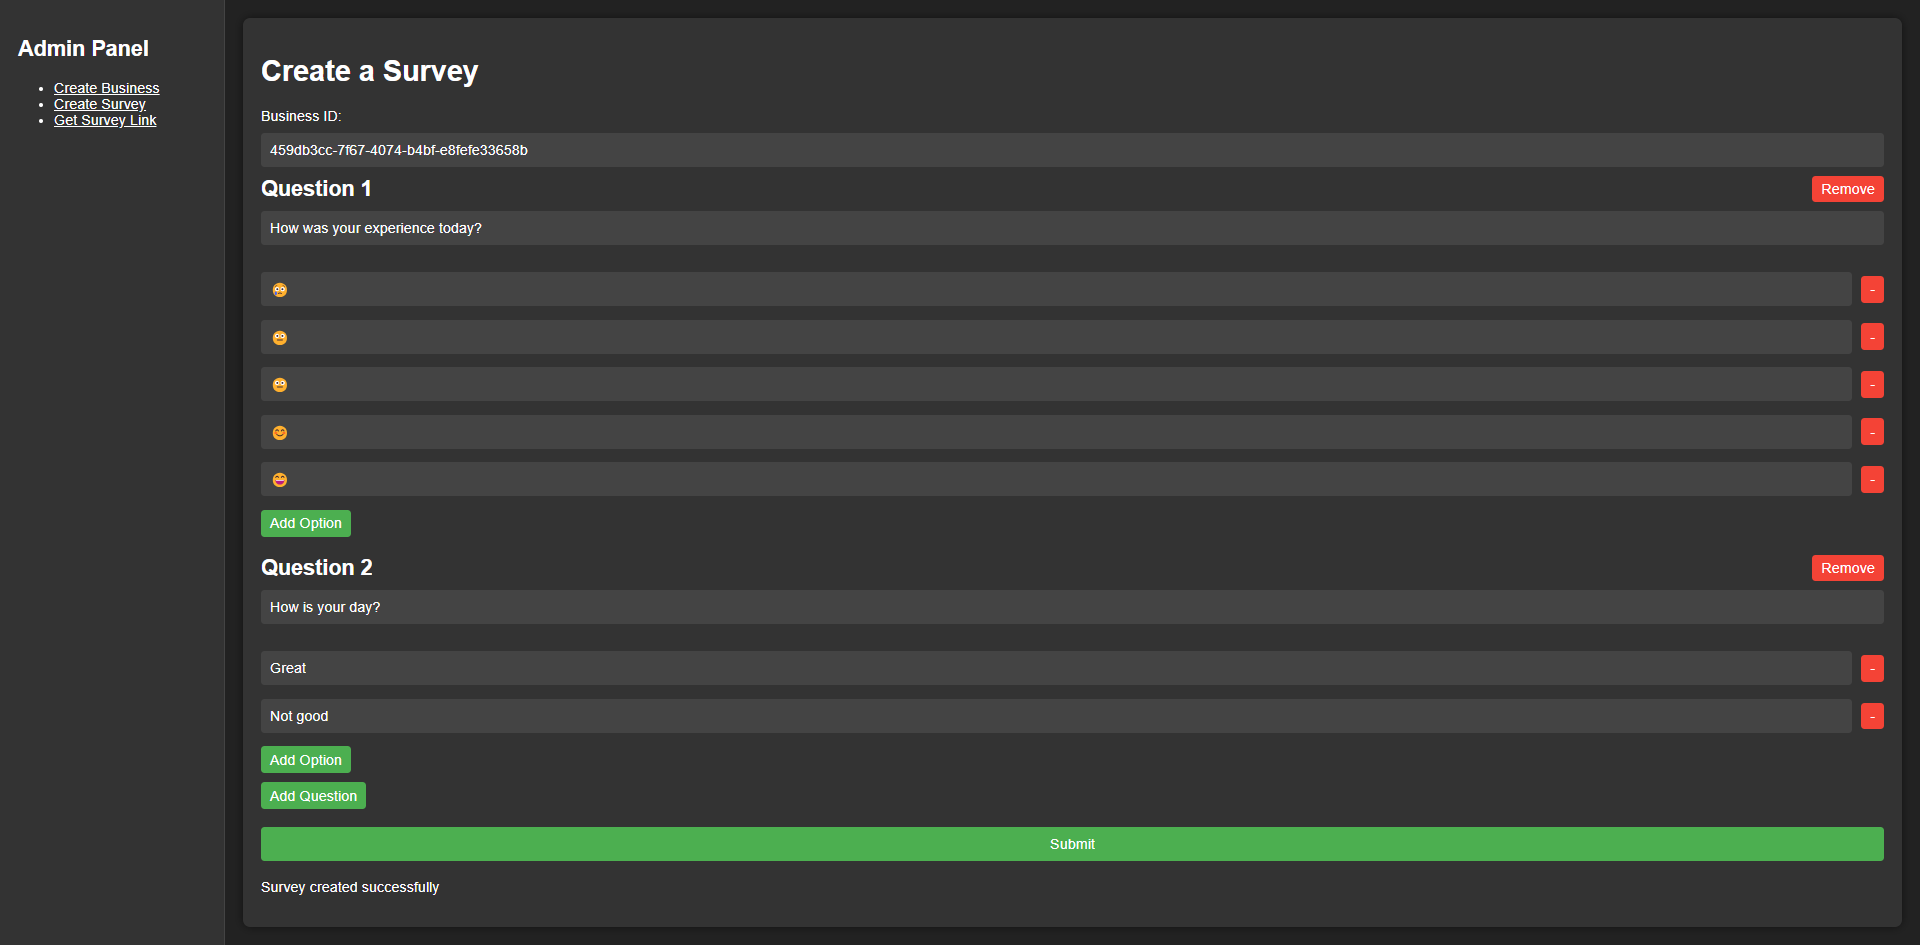 Admin Panel
Create Business
Create Survey
Get Survey Link
Create a Survey
Business ID:
459db3cc-7f67-4074-b4bf-e8fefe33658b
Question 1
Remove
How was your experience today?
-
-
-
-
-
Add Option
Question 2
Remove
How is your day?
Great
-
Not good
-
Add Option
Add Question
Submit
Survey created successfully